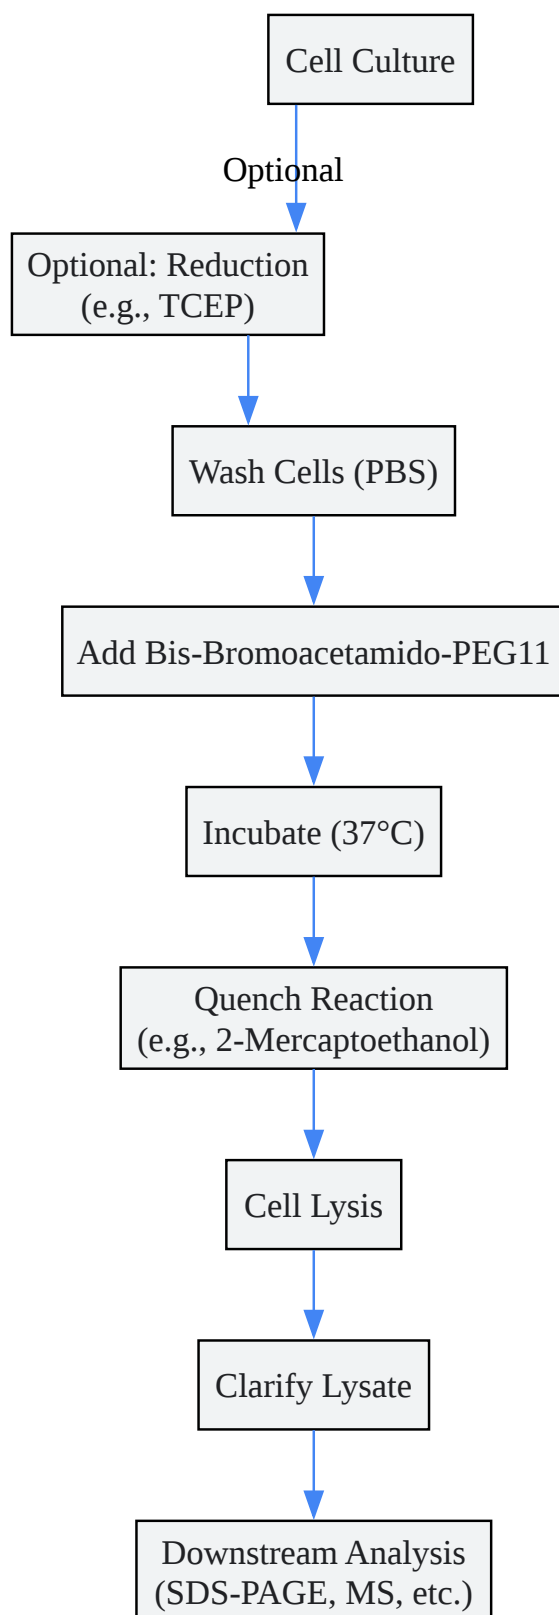 Cell Culture
Optional
Optional: Reduction
(e.g., TCEP)
Wash Cells (PBS)
Add Bis-Bromoacetamido-PEG11
Incubate (37°C)
Quench Reaction
(e.g., 2-Mercaptoethanol)
Cell Lysis
Clarify Lysate
Downstream Analysis
(SDS-PAGE, MS, etc.)